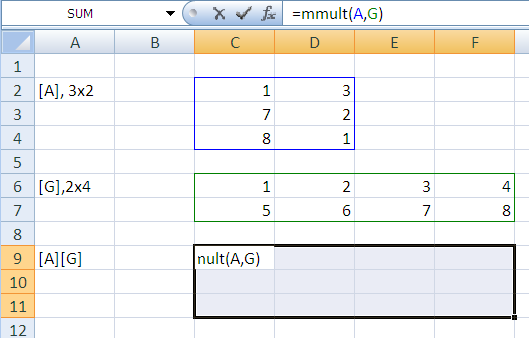 SUM =mmult(A,G)
A B C D E F
1
2 [A], 3x2 1 3
3 7 2
4 8 1
5
6 [G],2x4 1 2 3 4
7 5 6 7 8
8
9 [A][G] nult(A,G)
10
11
12